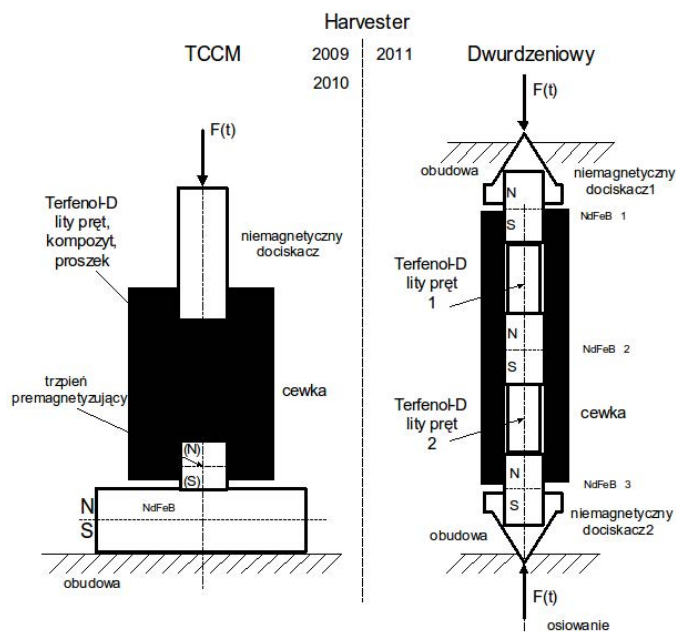 Harvester
TCCM
2009
2010
2011
Dwurdzeniowy
F(t)
Terfenol-D
lity pręt,
kompozyt,
proszek
niemagnetyczny
dociskacz
trzpień
premagnetyzujący
cewka
(N)
(S)
N
S
NdFeB
obudowa
F(t)
obudowa
niemagnetyczny
dociskacz1
N
S
NdFeB 1
Terfenol-D
lity pręt
1
N
S
NdFeB 2
Terfenol-D
lity pręt
2
cewka
N
S
NdFeB 3
niemagnetyczny
dociskacz2
obudowa
F(t)
osiowanie